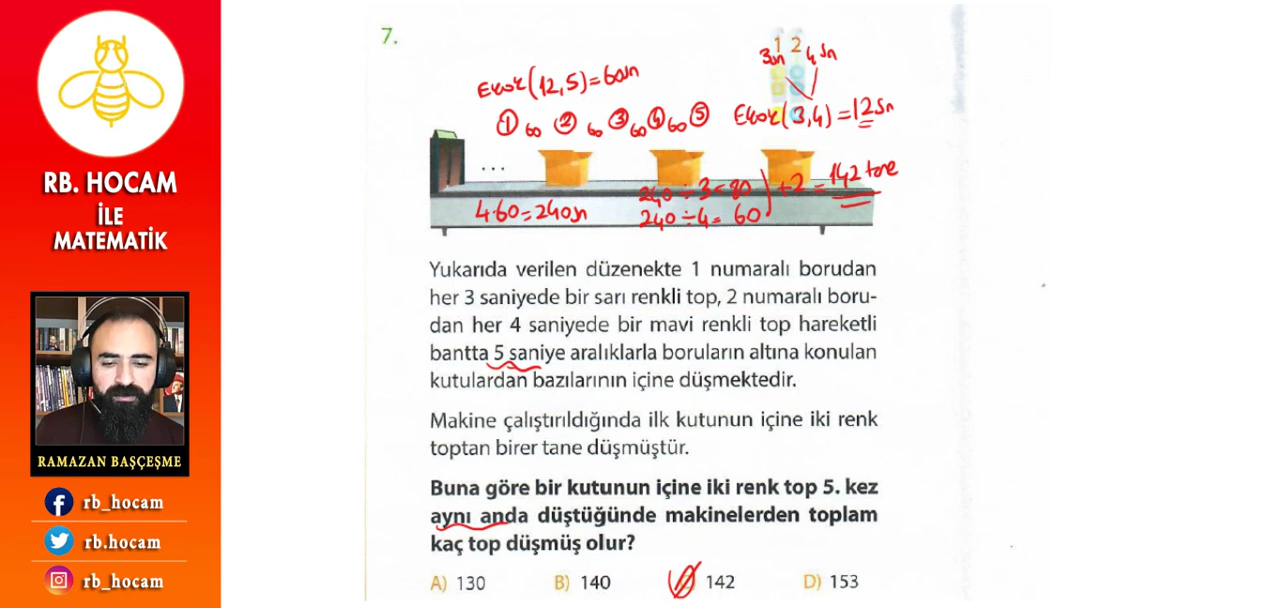 RB. HOCAM
İLE
MATEMATİK
RAMAZAN BAŞÇEŞME
rb_hocam
rb.hocam
rb_hocam
7.
1 2
3sn 4sn
Ekok(12,5)=60sn
Ekok(3,4)=12sn
1 60 2 60 3 60 4 60 5
...
4·60=240sn
240÷3=80
240÷4=60
+2=142 tane
Yukarıda verilen düzenekte 1 numaralı borudan
her 3 saniyede bir sarı renkli top, 2 numaralı boru-
dan her 4 saniyede bir mavi renkli top hareketli
bantta 5 saniye aralıklarla boruların altına konulan
kutulardan bazılarının içine düşmektedir.
Makine çalıştırıldığında ilk kutunun içine iki renk
toptan birer tane düşmüştür.
Buna göre bir kutunun içine iki renk top 5. kez
aynı anda düştüğünde makinelerden toplam
kaç top düşmüş olur?
A) 130 B) 140 C) 142 D) 153